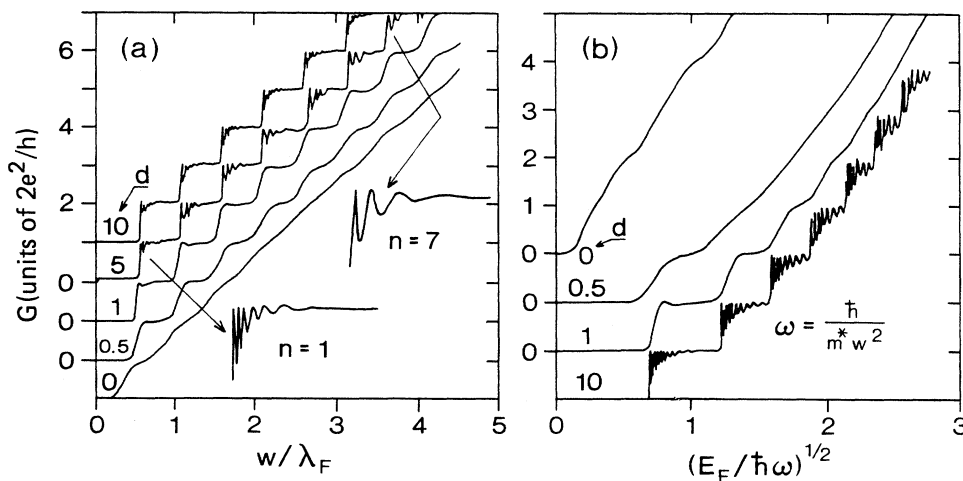 (a)
G(units of 2e²/h)
6
4
2
0
0
0
d
10
5
1
0.5
0
n = 7
n = 1
0 1 2 3 4 5
w/λ_F
(b)
4
3
2
1
0
0
0
d
0
0.5
1
10
ω = ħ / m* w²
0 1 2 3
(E_F/ħω)^1/2